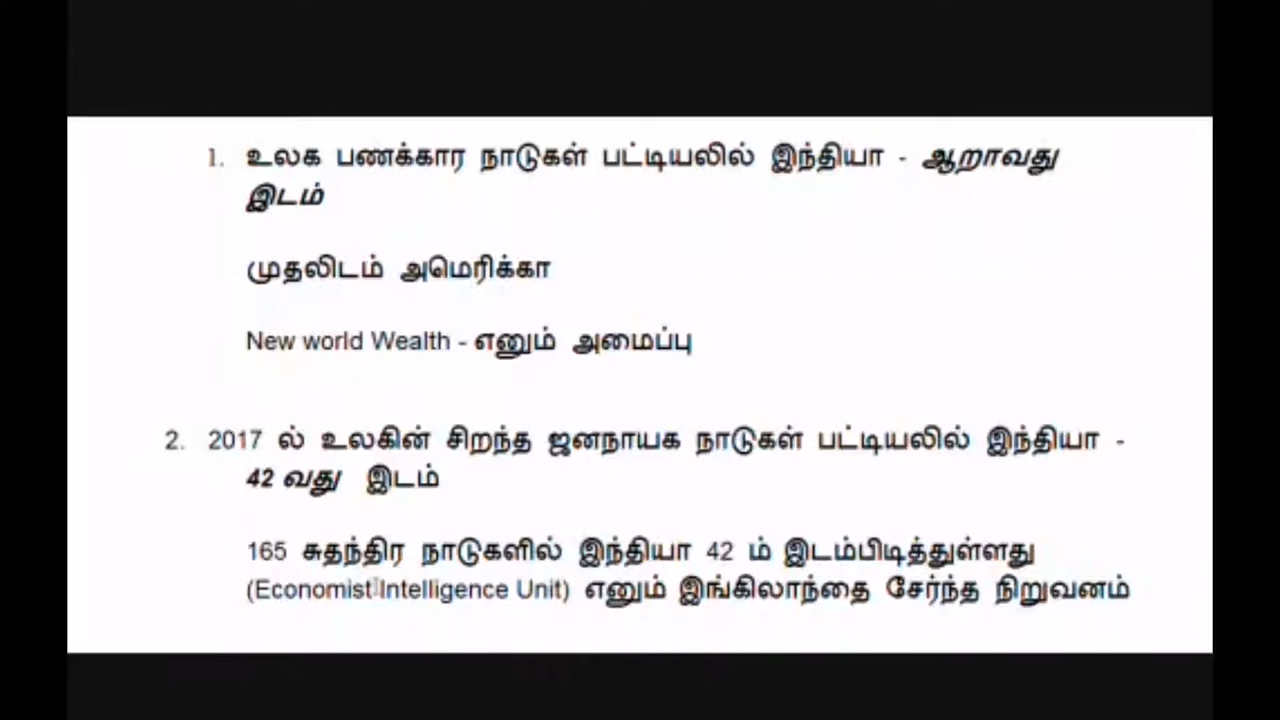 1. உலக பணக்கார நாடுகள் பட்டியலில் இந்தியா - ஆறாவது
இடம்
முதலிடம் அமெரிக்கா
New world Wealth - எனும் அமைப்பு
2. 2017 ல் உலகின் சிறந்த ஜனநாயக நாடுகள் பட்டியலில் இந்தியா -
42 வது இடம்
165 சுதந்திர நாடுகளில் இந்தியா 42 ம் இடம்பிடித்துள்ளது
(Economist Intelligence Unit) எனும் இங்கிலாந்தை சேர்ந்த நிறுவனம்